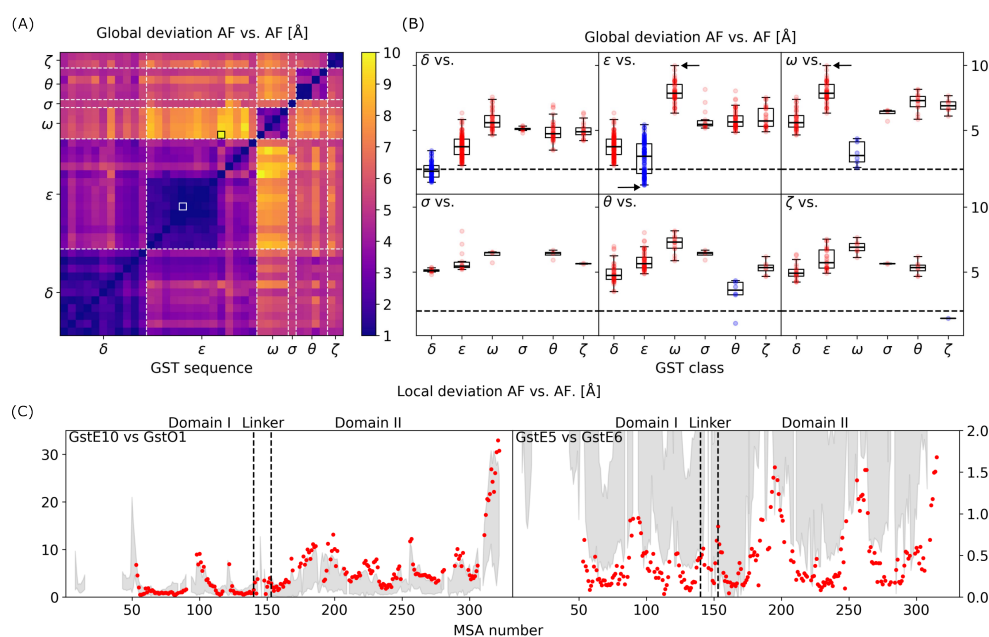 (A)
Global deviation AF vs. AF [Å]
ζ
θ
σ
ω
ε
δ
δ ε ω σ θ ζ
GST sequence
10
9
8
7
6
5
4
3
2
1
(B)
Global deviation AF vs. AF [Å]
δ vs. ε vs. ω vs.
10
5
σ vs. θ vs. ζ vs.
10
5
δ ε ω σ θ ζ δ ε ω σ θ ζ δ ε ω σ θ ζ
GST class
Local deviation AF vs. AF. [Å]
(C)
Domain I Linker Domain II Domain I Linker Domain II
GstE10 vs GstO1 GstE5 vs GstE6
30
20
10
0
2.0
1.5
1.0
0.5
0.0
50 100 150 200 250 300 50 100 150 200 250 300
MSA number